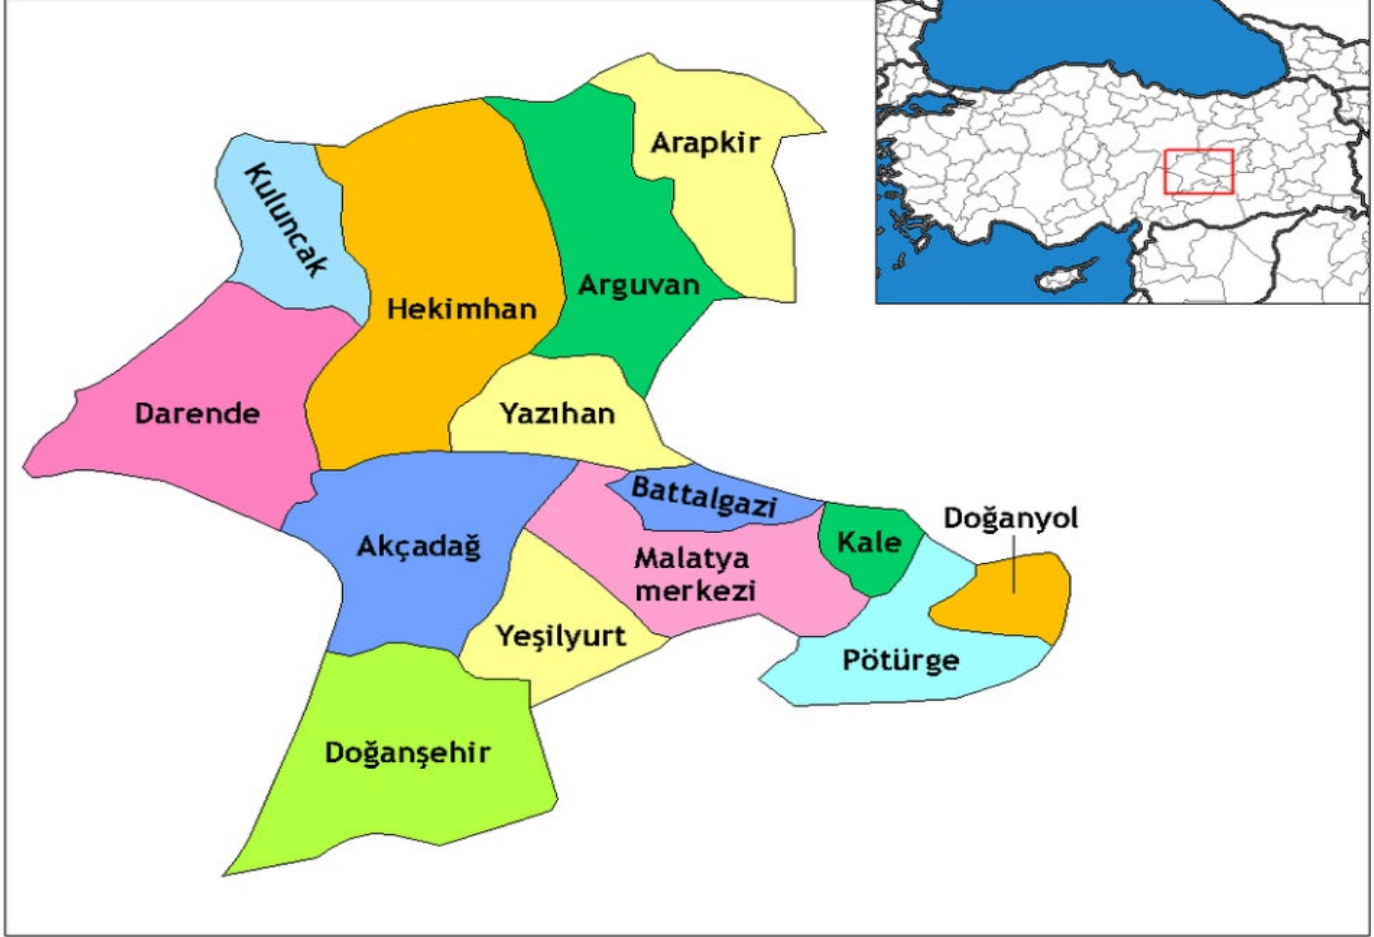 Arapkir
Kuluncak
Arguvan
Hekimhan
Darende
Yazıhan
Battalgazi
Doğanyol
Akçadağ
Kale
Malatya
merkezi
Yeşilyurt
Pötürge
Doğanşehir